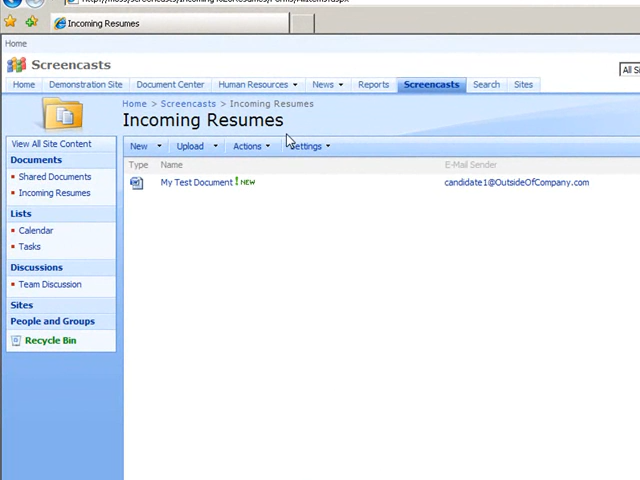 Incoming Resumes
Home
Screencasts
All Si
Home Demonstration Site Document Center Human Resources News Reports Screencasts Search Sites
Home > Screencasts > Incoming Resumes
Incoming Resumes
View All Site Content
New Upload Actions Settings
Documents
Type Name E-Mail Sender
Shared Documents
My Test Document ! NEW candidate1@OutsideOfCompany.com
Incoming Resumes
Lists
Calendar
Tasks
Discussions
Team Discussion
Sites
People and Groups
Recycle Bin